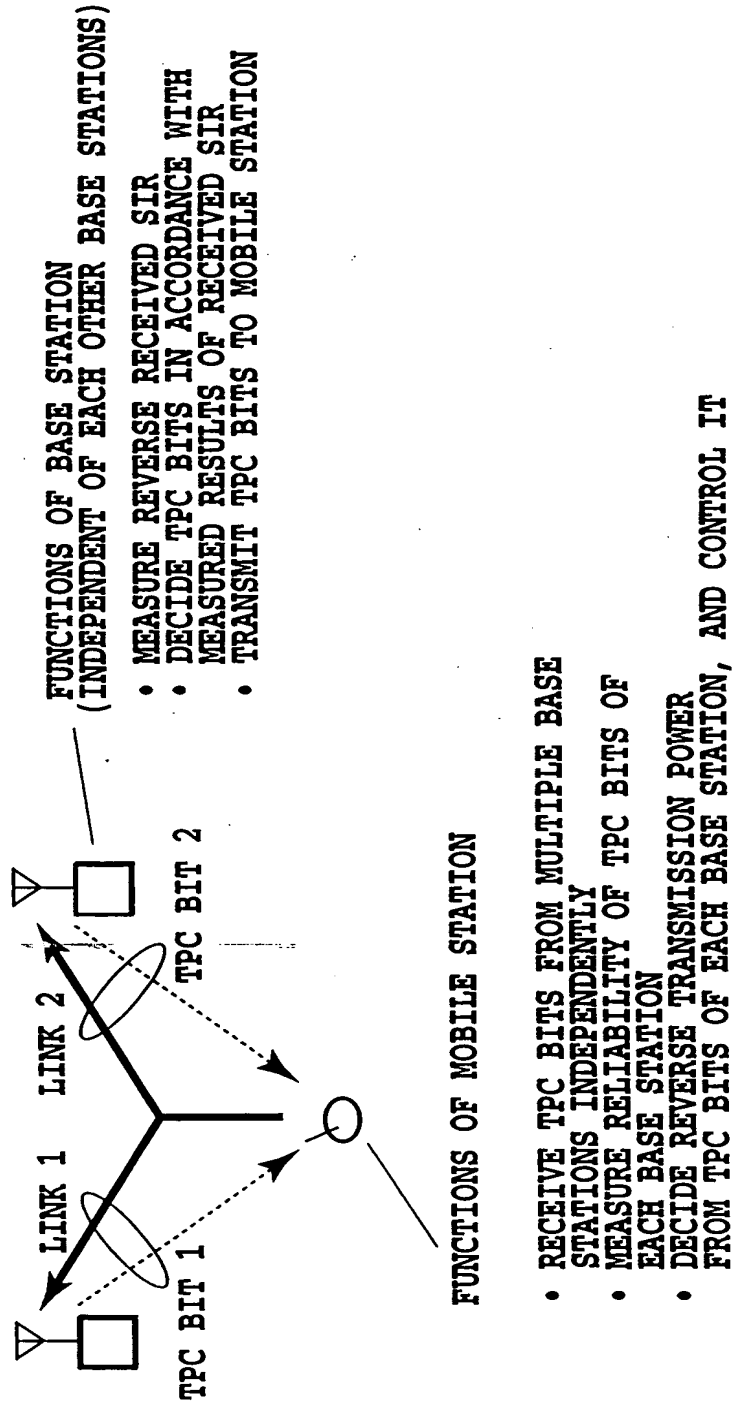 FUNCTIONS OF BASE STATION
(INDEPENDENT OF EACH OTHER BASE STATIONS)
• MEASURE REVERSE RECEIVED SIR
• DECIDE TPC BITS IN ACCORDANCE WITH
MEASURED RESULTS OF RECEIVED SIR
• TRANSMIT TPC BITS TO MOBILE STATION
LINK 1
LINK 2
TPC BIT 1
TPC BIT 2
FUNCTIONS OF MOBILE STATION
• RECEIVE TPC BITS FROM MULTIPLE BASE
STATIONS INDEPENDENTLY
• MEASURE RELIABILITY OF TPC BITS OF
EACH BASE STATION
• DECIDE REVERSE TRANSMISSION POWER
FROM TPC BITS OF EACH BASE STATION, AND CONTROL IT